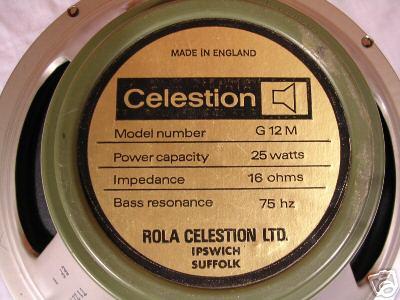 MADE IN ENGLAND
Celestion
Model number G 12 M
Power capacity 25 watts
Impedance 16 ohms
Bass resonance 75 hz
ROLA CELESTION LTD.
IPSWICH
SUFFOLK